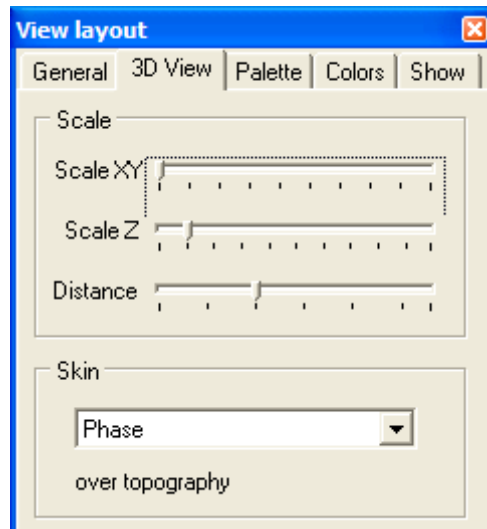 View layout
General 3D View Palette Colors Show
Scale
Scale XY
Scale Z
Distance
Skin
Phase
over topography